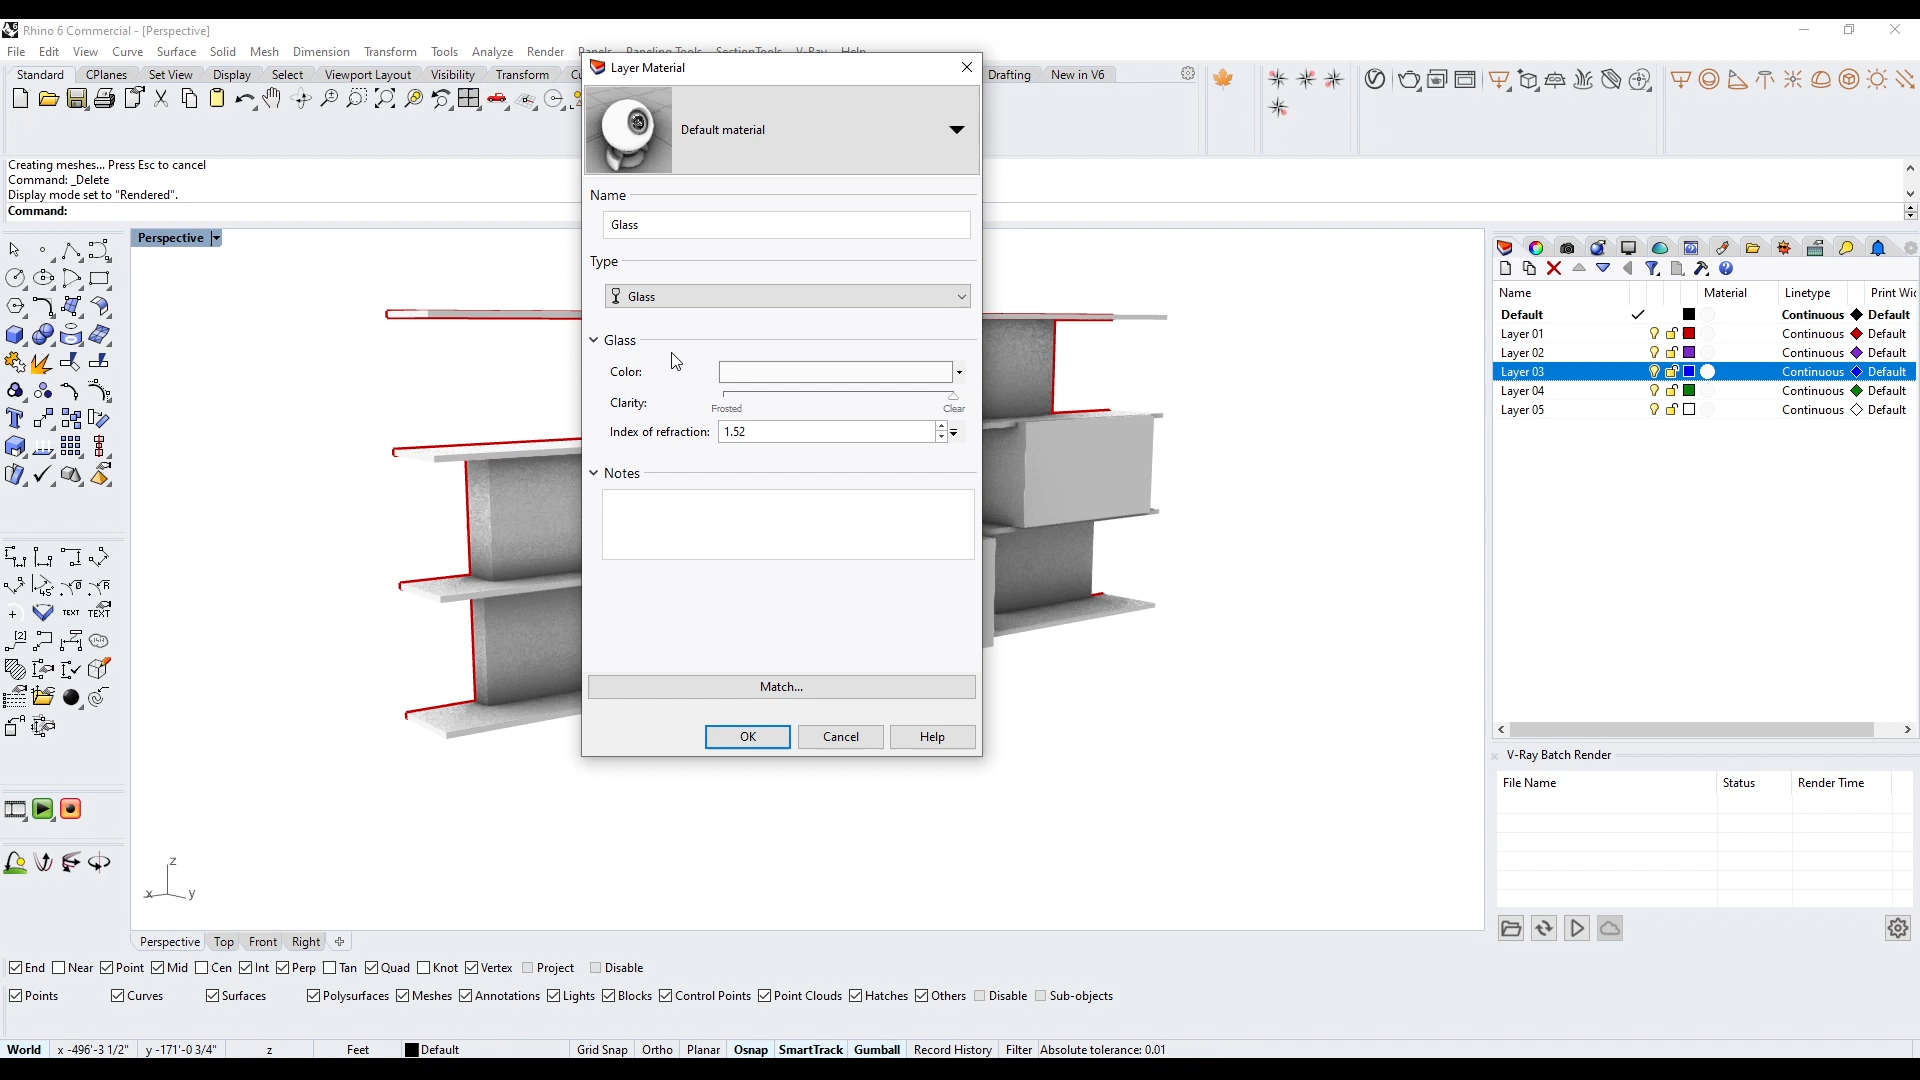 Rhino 6 Commercial - [Perspective]
File Edit View Curve Surface Solid Mesh Dimension Transform Tools Analyze Render Panels Paneling Tools SectionTools V-Ray Help
Standard CPlanes Set View Display Select Viewport Layout Visibility Transform Drafting New in V6
Creating meshes... Press Esc to cancel
Command: _Delete
Display mode set to "Rendered".
Command:
Layer Material
Default material
Name
Glass
Type
Glass
Glass
Color:
Clarity:
Frosted Clear
Index of refraction: 1.52
Notes
Match...
OK Cancel Help
Perspective
z
x y
Name Material Linetype Print Wi
Default Continuous Default
Layer 01 Continuous Default
Layer 02 Continuous Default
Layer 03 Continuous Default
Layer 04 Continuous Default
Layer 05 Continuous Default
V-Ray Batch Render
File Name Status Render Time
Perspective Top Front Right
End Near Point Mid Cen Int Perp Tan Quad Knot Vertex Project Disable
Points Curves Surfaces Polysurfaces Meshes Annotations Lights Blocks Control Points Point Clouds Hatches Others Disable Sub-objects
World x -496'-3 1/2" y -171'-0 3/4" z Feet Default Grid Snap Ortho Planar Osnap SmartTrack Gumball Record History Filter Absolute tolerance: 0.01